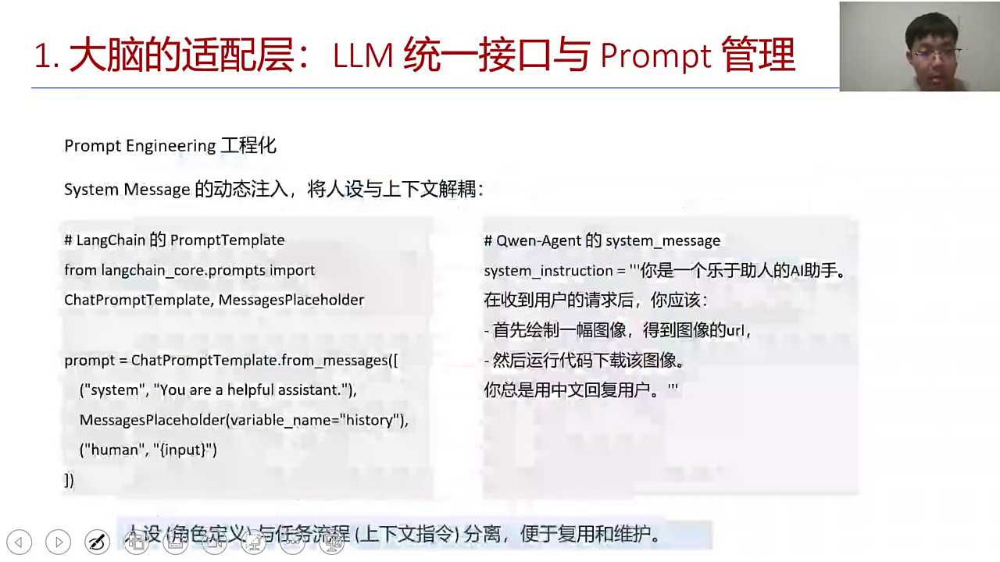 1. 大脑的适配层：LLM 统一接口与 Prompt 管理
Prompt Engineering 工程化
System Message 的动态注入，将人设与上下文解耦：
# LangChain 的 PromptTemplate
from langchain_core.prompts import
ChatPromptTemplate, MessagesPlaceholder
prompt = ChatPromptTemplate.from_messages([
("system", "You are a helpful assistant."),
MessagesPlaceholder(variable_name="history"),
("human", "{input}")
])
# Qwen-Agent 的 system_message
system_instruction = '''你是一个乐于助人的AI助手。
在收到用户的请求后，你应该：
- 首先绘制一幅图像，得到图像的url，
- 然后运行代码下载该图像。
你总是用中文回复用户。'''
人设 (角色定义) 与任务流程 (上下文指令) 分离，便于复用和维护。